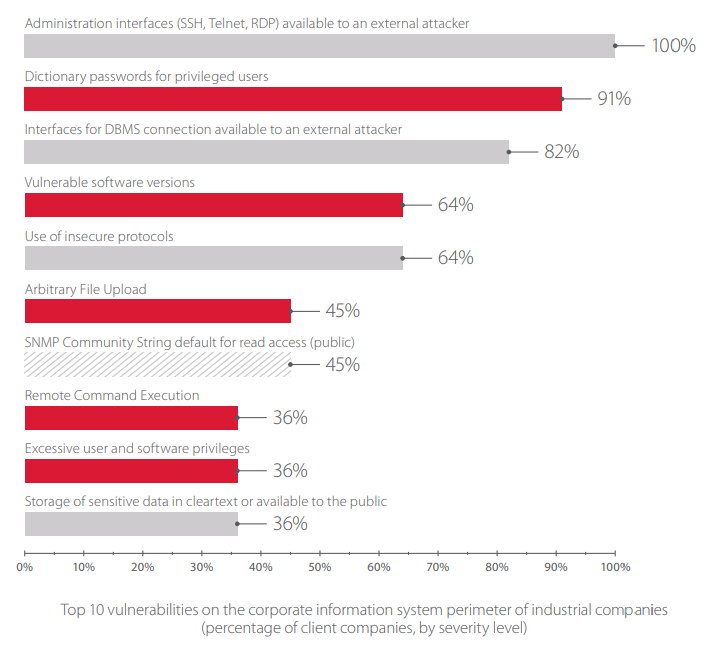 Administration interfaces (SSH, Telnet, RDP) available to an external attacker
100%
Dictionary passwords for privileged users
91%
Interfaces for DBMS connection available to an external attacker
82%
Vulnerable software versions
64%
Use of insecure protocols
64%
Arbitrary File Upload
45%
SNMP Community String default for read access (public)
45%
Remote Command Execution
36%
Excessive user and software privileges
36%
Storage of sensitive data in cleartext or available to the public
36%
0% 10% 20% 30% 40% 50% 60% 70% 80% 90% 100%
Top 10 vulnerabilities on the corporate information system perimeter of industrial companies
(percentage of client companies, by severity level)